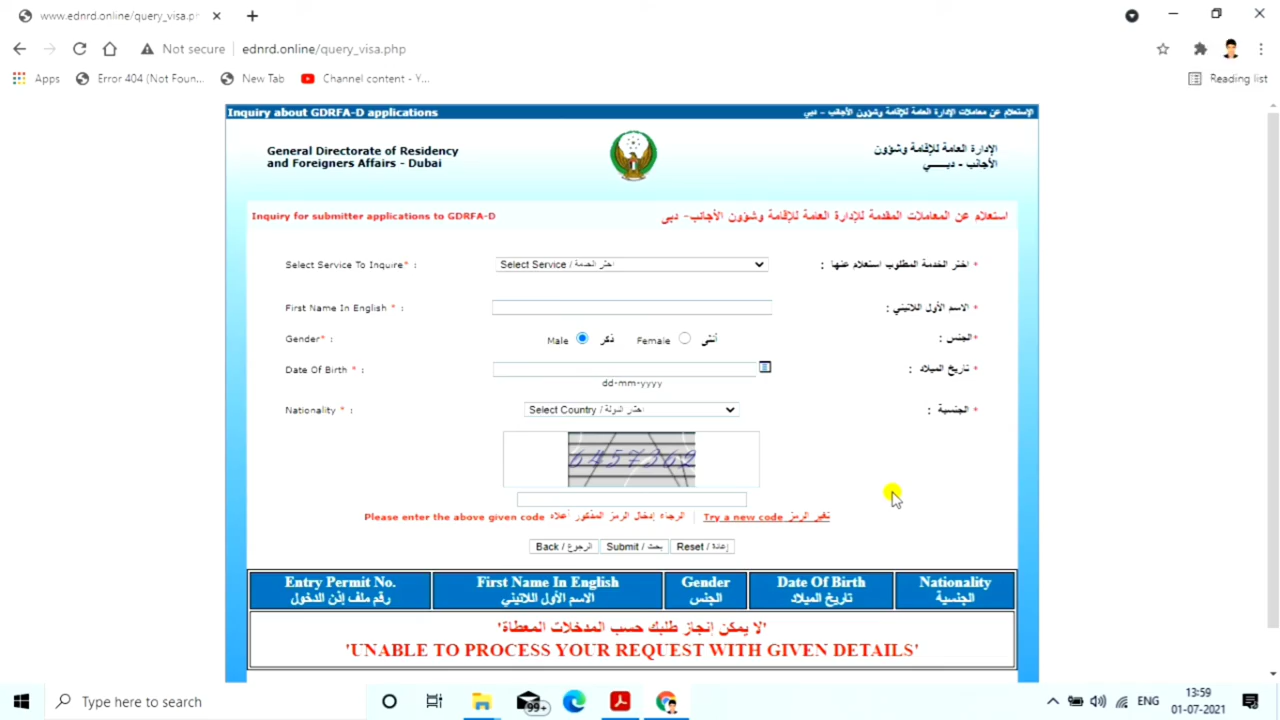 www.ednrd.online/query_visa.p
Not secure ednrd.online/query_visa.php
Apps Error 404 (Not Foun... New Tab Channel content - Y... Reading list
Inquiry about GDRFA-D applications الإستعلام عن معاملات الإدارة العامة للإقامة وشؤون الأجانب - دبي
General Directorate of Residency الإدارة العامة للإقامة وشؤون
and Foreigners Affairs - Dubai الأجانب - دبـــــي
Inquiry for submitter applications to GDRFA-D استعلام عن المعاملات المقدمة للإدارة العامة للإقامة وشؤون الأجانب- دبى
Select Service To Inquire* : Select Service / اختر الخدمة * اختر الخدمة المطلوب استعلام عنها :
First Name In English * : * الاسم الأول اللاتيني :
Gender* : Male ذكر Female أنثى *الجنس :
Date Of Birth * : * تاريخ الميلاد :
dd-mm-yyyy
Nationality * : Select Country / اختر الدولة * الجنسية :
6457362
Please enter the above given code الرجاء إدخال الرمز المذكور أعلاه | Try a new code تغير الرمز
Back / الرجوع Submit / بحث Reset / إعادة
Entry Permit No. First Name In English Gender Date Of Birth Nationality
رقم ملف إذن الدخول الاسم الأول اللاتيني الجنس تاريخ الميلاد الجنسية
'لا يمكن إنجاز طلبك حسب المدخلات المعطاة'
'UNABLE TO PROCESS YOUR REQUEST WITH GIVEN DETAILS'
Type here to search 99+ ENG 13:59
01-07-2021